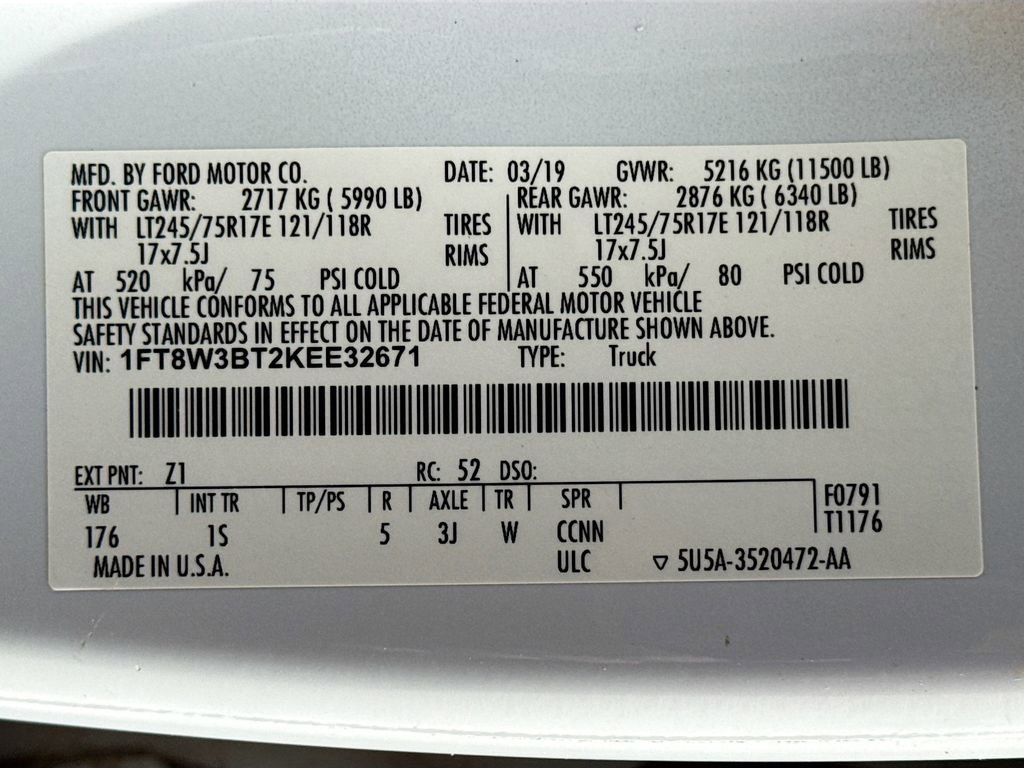 MFD. BY FORD MOTOR CO. DATE: 03/19 GVWR: 5216 KG (11500 LB)
FRONT GAWR: 2717 KG ( 5990 LB) REAR GAWR: 2876 KG ( 6340 LB)
WITH LT245/75R17E 121/118R TIRES WITH LT245/75R17E 121/118R TIRES
17x7.5J RIMS 17x7.5J RIMS
AT 520 kPa/ 75 PSI COLD AT 550 kPa/ 80 PSI COLD
THIS VEHICLE CONFORMS TO ALL APPLICABLE FEDERAL MOTOR VEHICLE
SAFETY STANDARDS IN EFFECT ON THE DATE OF MANUFACTURE SHOWN ABOVE.
VIN: 1FT8W3BT2KEE32671 TYPE: Truck
EXT PNT: Z1 RC: 52 DSO:
WB INT TR TP/PS R AXLE TR SPR F0791
176 1S 5 3J W CCNN T1176
MADE IN U.S.A. ULC ▽ 5U5A-3520472-AA